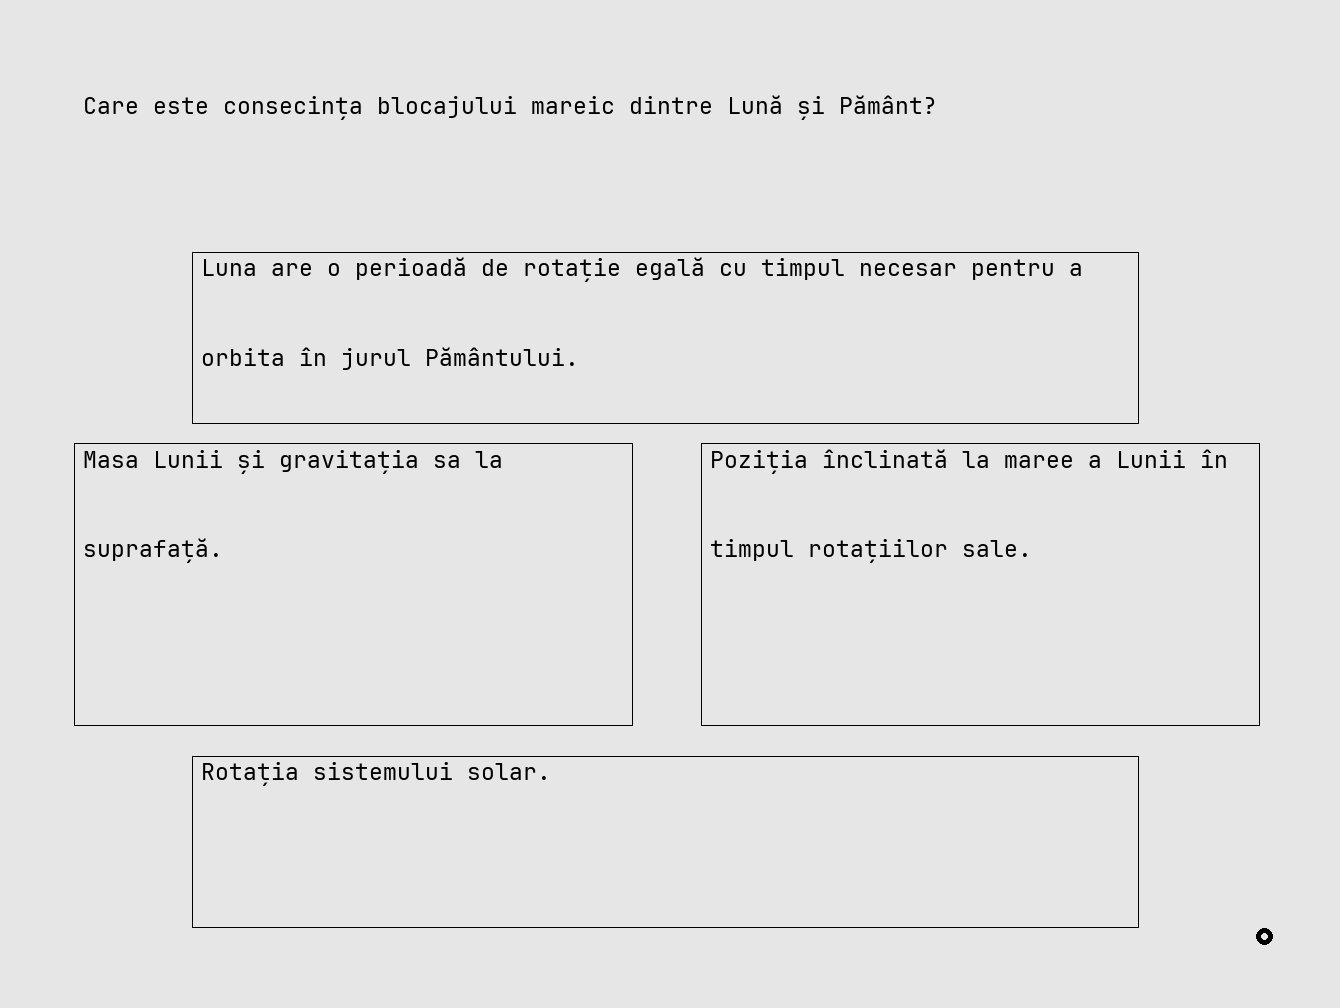 Care este consecința blocajului mareic dintre Lună și Pământ?
Luna are o perioadă de rotație egală cu timpul necesar pentru a
orbita în jurul Pământului.
Masa Lunii și gravitația sa la
suprafață.
Poziția înclinată la maree a Lunii în
timpul rotațiilor sale.
Rotația sistemului solar.